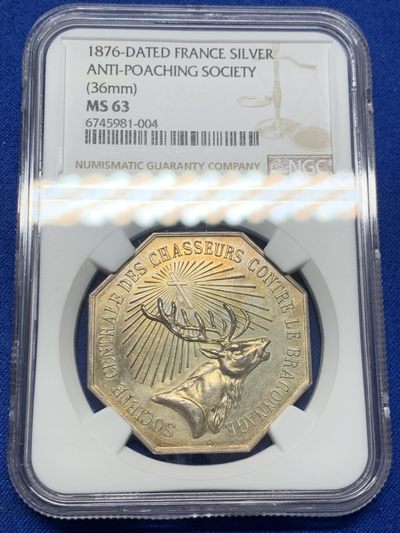 1876-DATED FRANCE SILVER
ANTI-POACHING SOCIETY
(36mm)
MS 63
6745981-004
NUMISMATIC GUARANTY COMPANY
NGC
SOCIÉTÉ CENTRALE DES CHASSEURS CONTRE LE BRACONNAGE